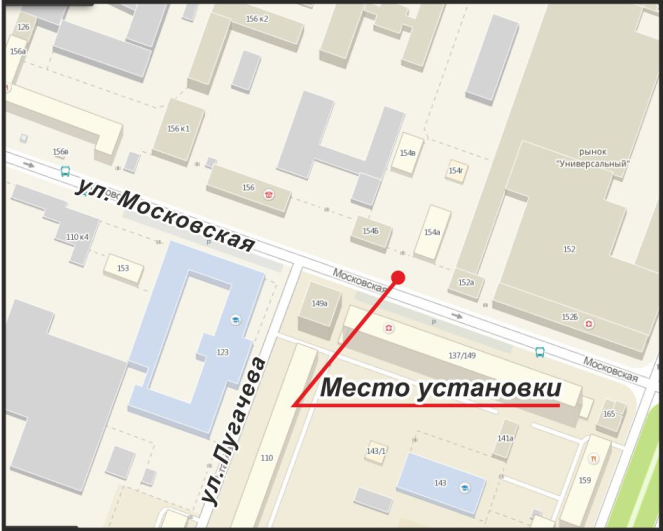 126
156 к2
156а
156 к1
156в
154в
154г
рынок
"Универсальный"
156
ул. Московская
154Б
154а
110 к4
152
153
Московская
152а
149а
152Б
123
137/149
Московская
ул. Пугачева
Место установки
165
141а
143/1
110
143
159